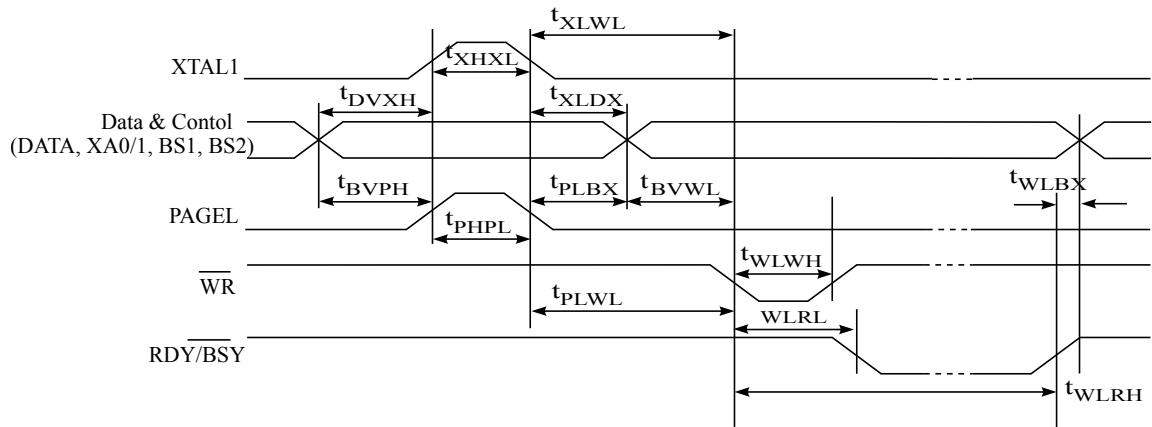 tXLWL
XTAL1
tXHXL
tDVXH
tXLDX
Data & Contol
(DATA, XA0/1, BS1, BS2)
tBVPH
tPLBX
tBVWL
tWLBX
PAGEL
tPHPL
WR
tWLWH
tPLWL
WLRL
RDY/BSY
tWLRH